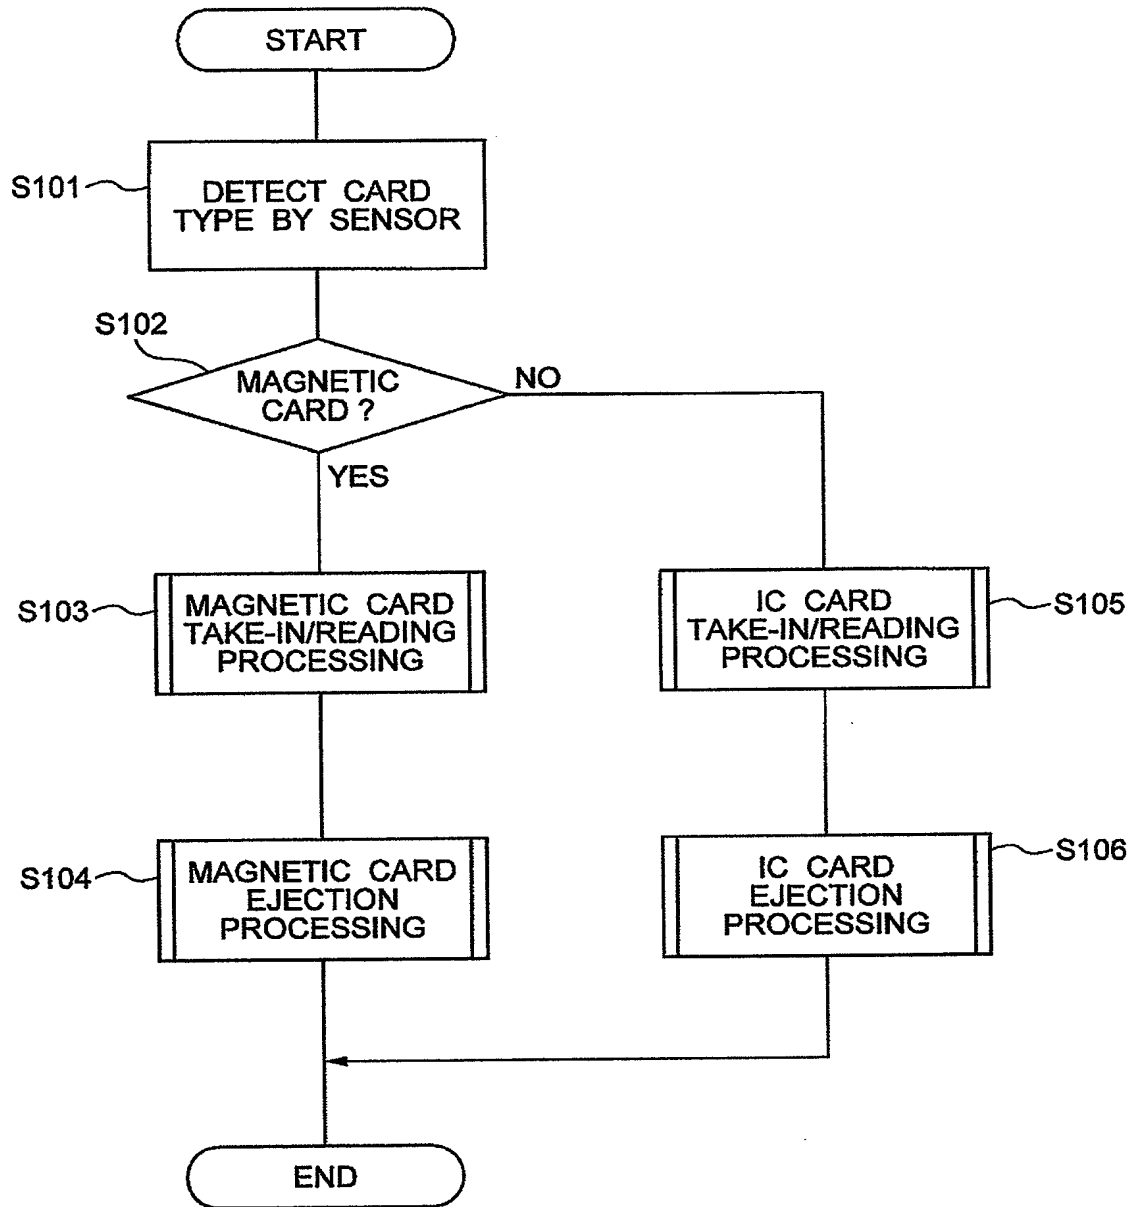 START
S101
DETECT CARD
TYPE BY SENSOR
S102
MAGNETIC
CARD ?
NO
YES
S103
MAGNETIC CARD
TAKE-IN/READING
PROCESSING
IC CARD
TAKE-IN/READING
PROCESSING
S105
S104
MAGNETIC CARD
EJECTION
PROCESSING
IC CARD
EJECTION
PROCESSING
S106
END